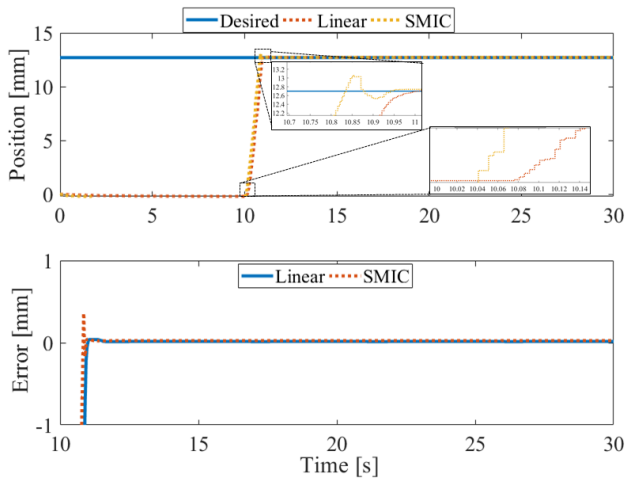 Desired Linear SMIC
Position [mm]
15
10
5
0
13.2
13
12.8
12.6
12.4
12.2
10.7 10.75 10.8 10.85 10.9 10.95 11
10 10.02 10.04 10.06 10.08 10.1 10.12 10.14
0 5 10 15 20 25 30
Linear SMIC
Error [mm]
1
0
-1
10 15 20 25 30
Time [s]